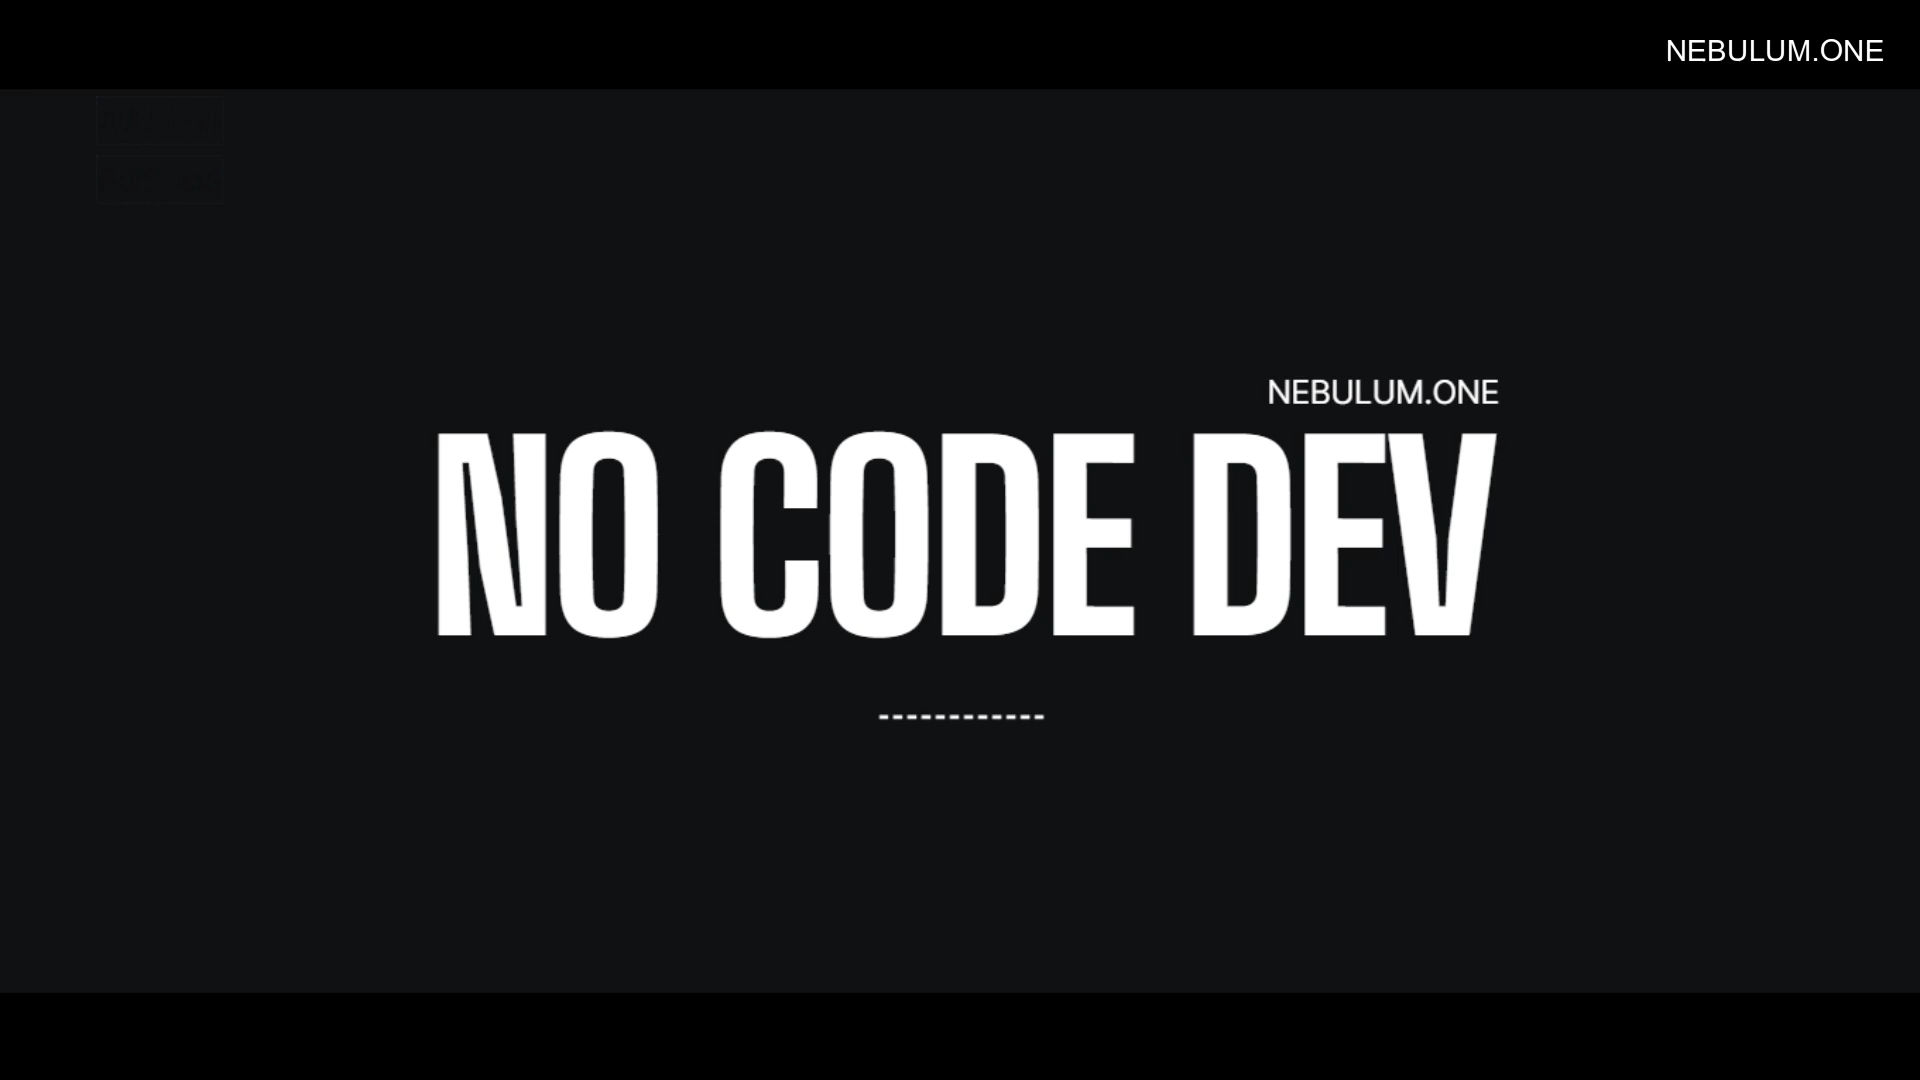 NEBULUM.ONE
NEBULUM.ONE
NO CODE DEV
------------